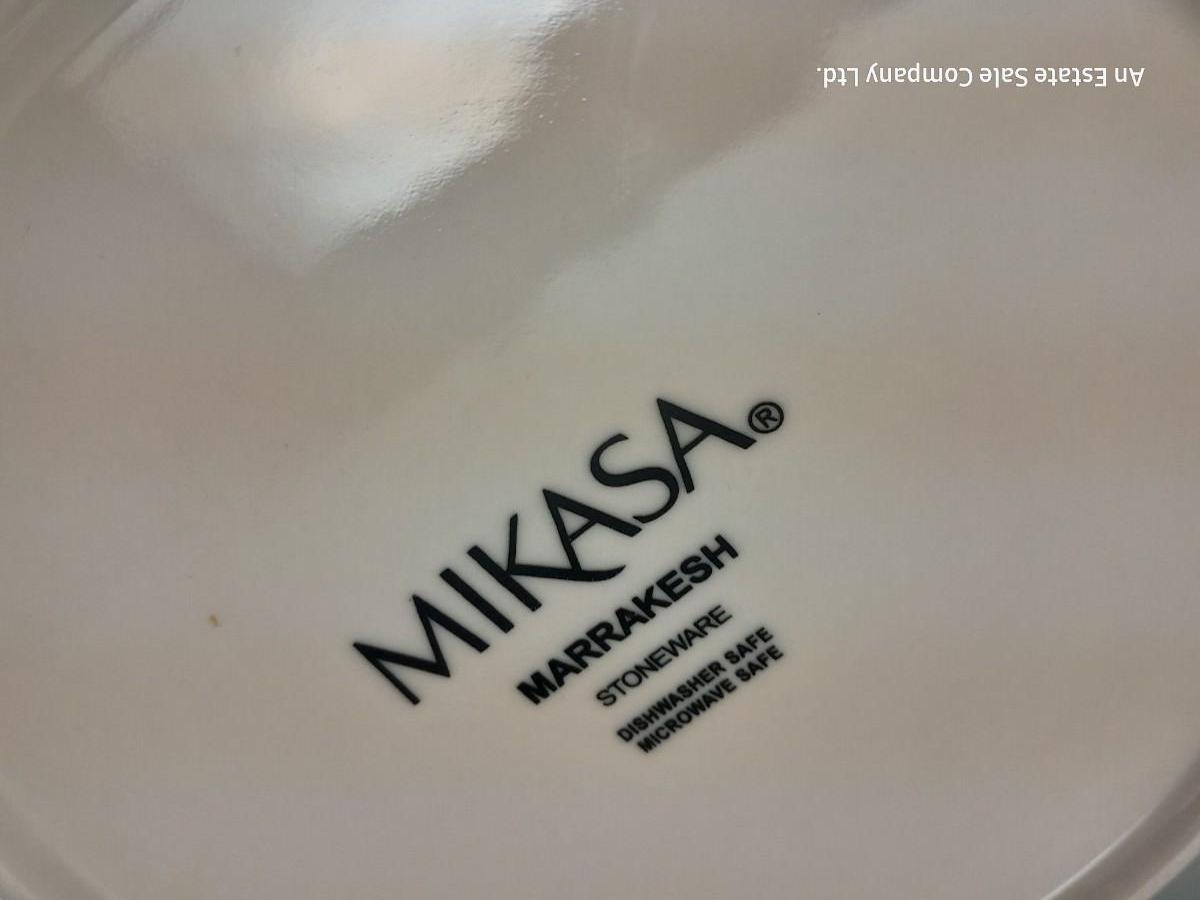 An Estate Sale Company Ltd.
MIKASA®
MARRAKESH
STONEWARE
DISHWASHER SAFE
MICROWAVE SAFE